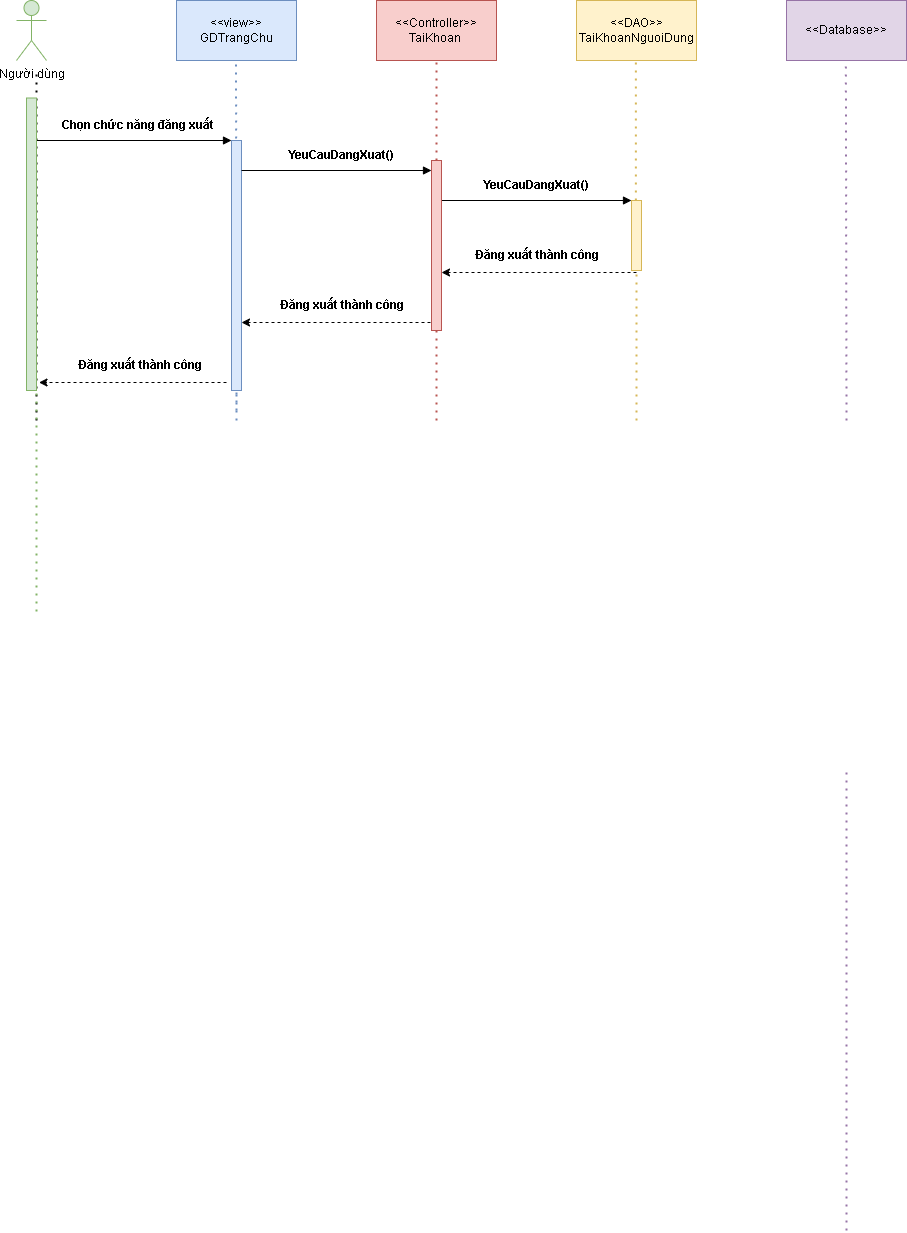 <<view>>
GDTrangChu
<<Controller>>
TaiKhoan
<<DAO>>
TaiKhoanNguoiDung
<<Database>>
Người dùng
Chọn chức năng đăng xuất
YeuCauDangXuat()
YeuCauDangXuat()
Đăng xuất thành công
Đăng xuất thành công
Đăng xuất thành công